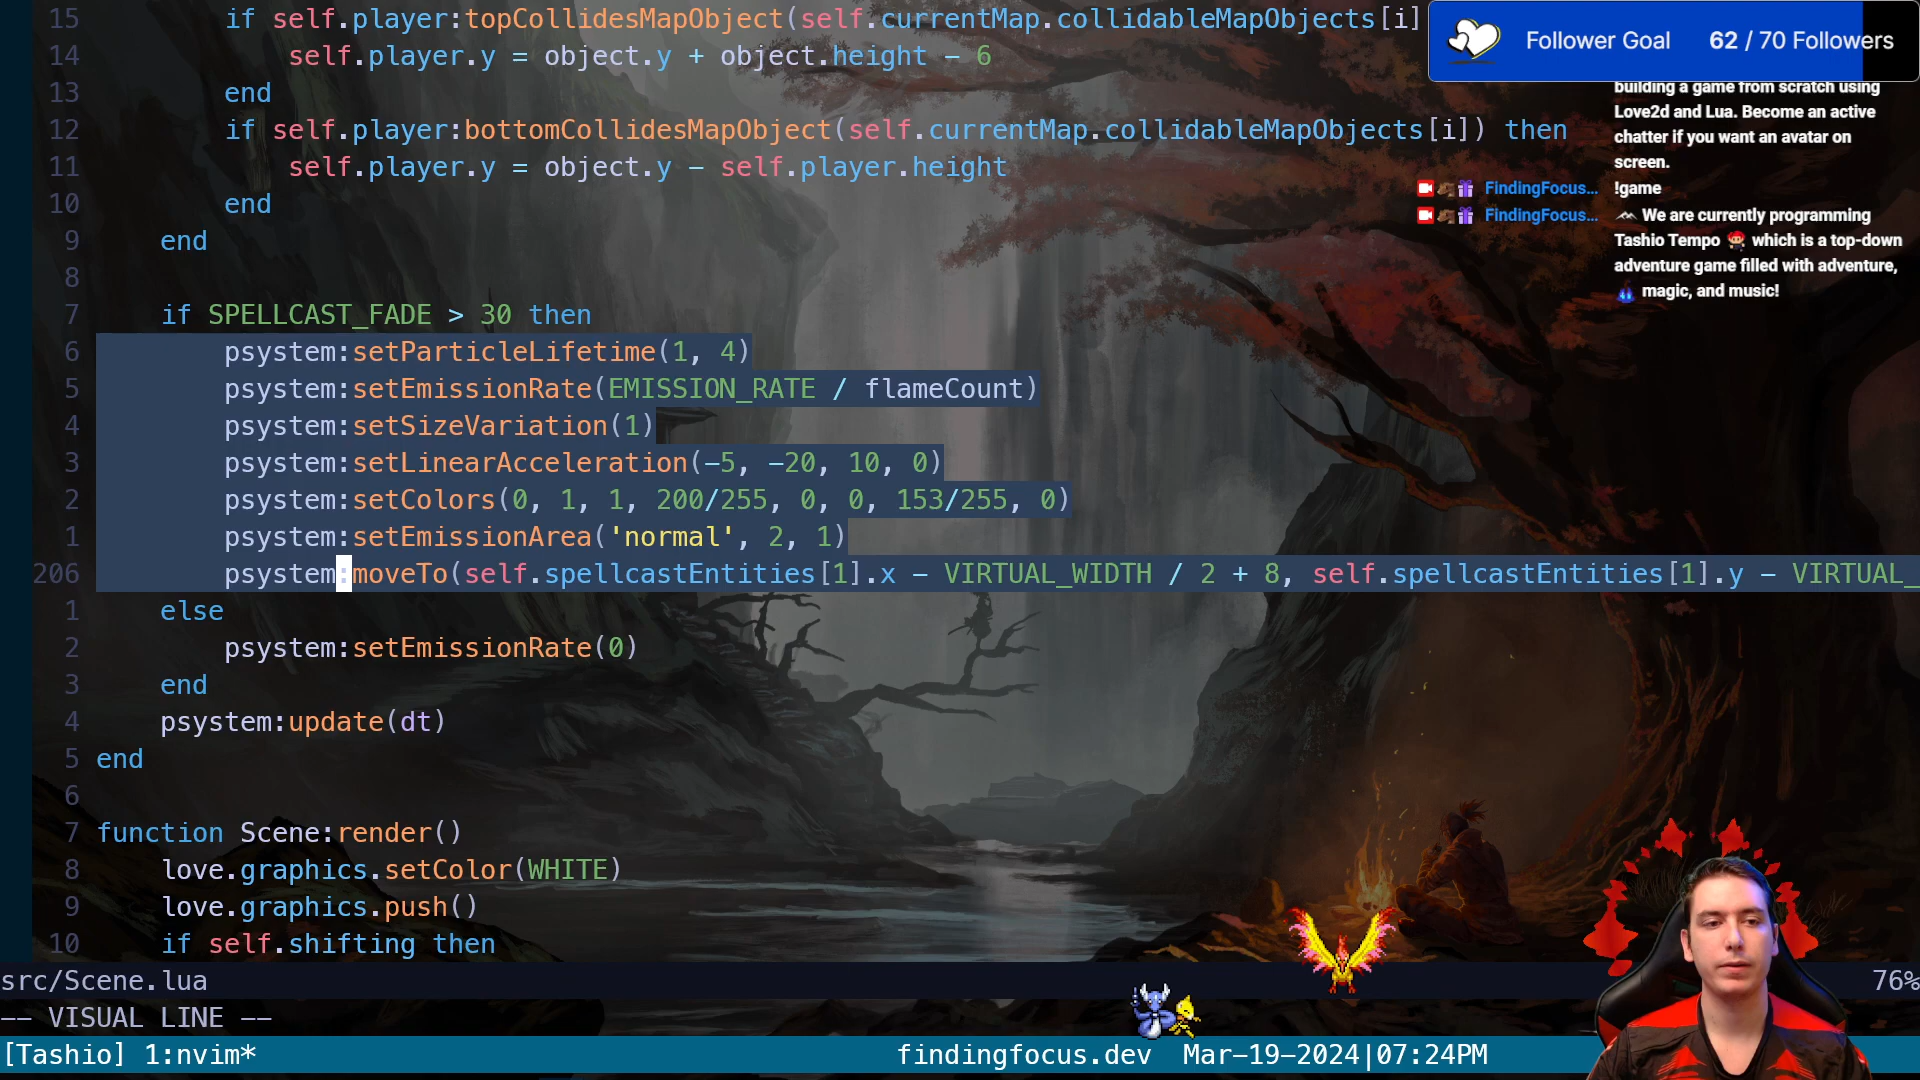 15 if self.player:topCollidesMapObject(self.currentMap.collidableMapObjects[i]
14 self.player.y = object.y + object.height - 6
13 end
12 if self.player:bottomCollidesMapObject(self.currentMap.collidableMapObjects[i]) then
11 self.player.y = object.y - self.player.height
10 end
9 end
8
7 if SPELLCAST_FADE > 30 then
6 psystem:setParticleLifetime(1, 4)
5 psystem:setEmissionRate(EMISSION_RATE / flameCount)
4 psystem:setSizeVariation(1)
3 psystem:setLinearAcceleration(-5, -20, 10, 0)
2 psystem:setColors(0, 1, 1, 200/255, 0, 0, 153/255, 0)
1 psystem:setEmissionArea('normal', 2, 1)
206 psystem:moveTo(self.spellcastEntities[1].x - VIRTUAL_WIDTH / 2 + 8, self.spellcastEntities[1].y - VIRTUAL_
1 else
2 psystem:setEmissionRate(0)
3 end
4 psystem:update(dt)
5 end
6
7 function Scene:render()
8 love.graphics.setColor(WHITE)
9 love.graphics.push()
10 if self.shifting then
src/Scene.lua 76%
-- VISUAL LINE --
[Tashio] 1:nvim* findingfocus.dev Mar-19-2024|07:24PM
Follower Goal 62 / 70 Followers
building a game from scratch using
Love2d and Lua. Become an active
chatter if you want an avatar on
screen.
FindingFocus... !game
FindingFocus... We are currently programming
Tashio Tempo which is a top-down
adventure game filled with adventure,
magic, and music!